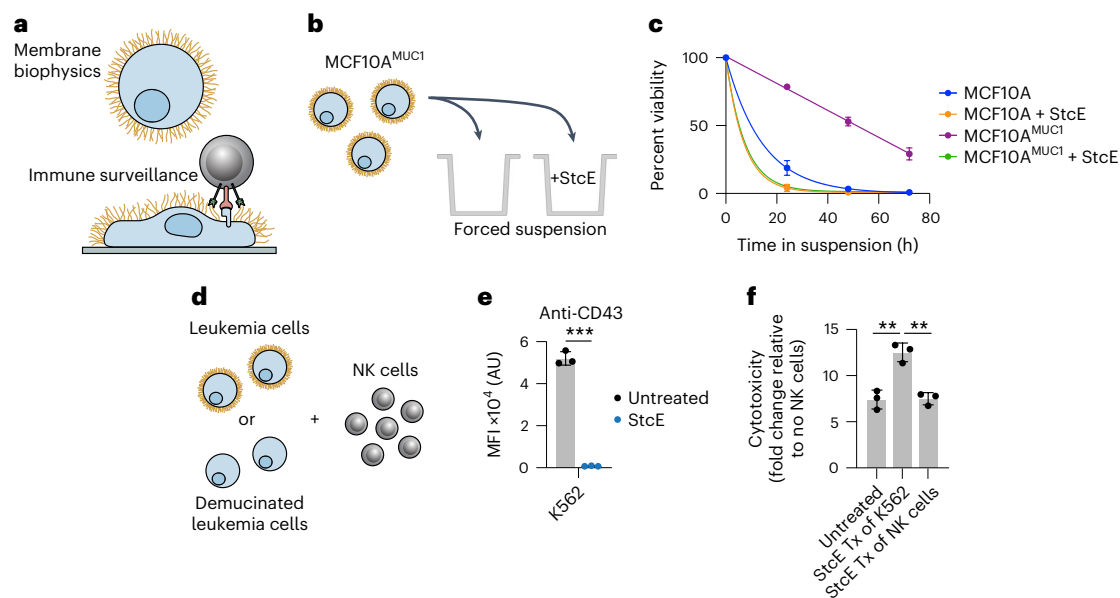 a
Membrane
biophysics
Immune surveillance
b
MCF10A^MUC1
+StcE
Forced suspension
c
Percent viability
100
50
0
0
20
40
60
80
Time in suspension (h)
MCF10A
MCF10A + StcE
MCF10A^MUC1
MCF10A^MUC1 + StcE
d
Leukemia cells
or
+
NK cells
Demucinated
leukemia cells
e
Anti-CD43
***
MFI ×10^4 (AU)
6
4
2
0
K562
Untreated
StcE
f
Cytotoxicity
(fold change relative
to no NK cells)
15
10
5
0
** **
Untreated
StcE Tx of K562
StcE Tx of NK cells